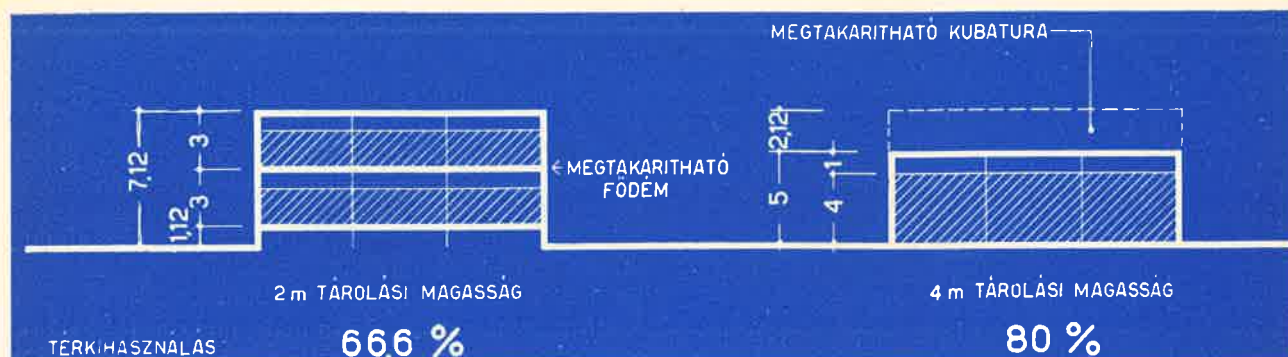 MEGTAKARITHATÓ KUBATURA
7,12
3
3
1,12
MEGTAKARITHATÓ
FÖDÉM
2,12
1
5
4
2 m TÁROLÁSI MAGASSÁG
4 m TÁROLÁSI MAGASSÁG
TÉRKIHASZNÁLÁS
66,6 %
80 %